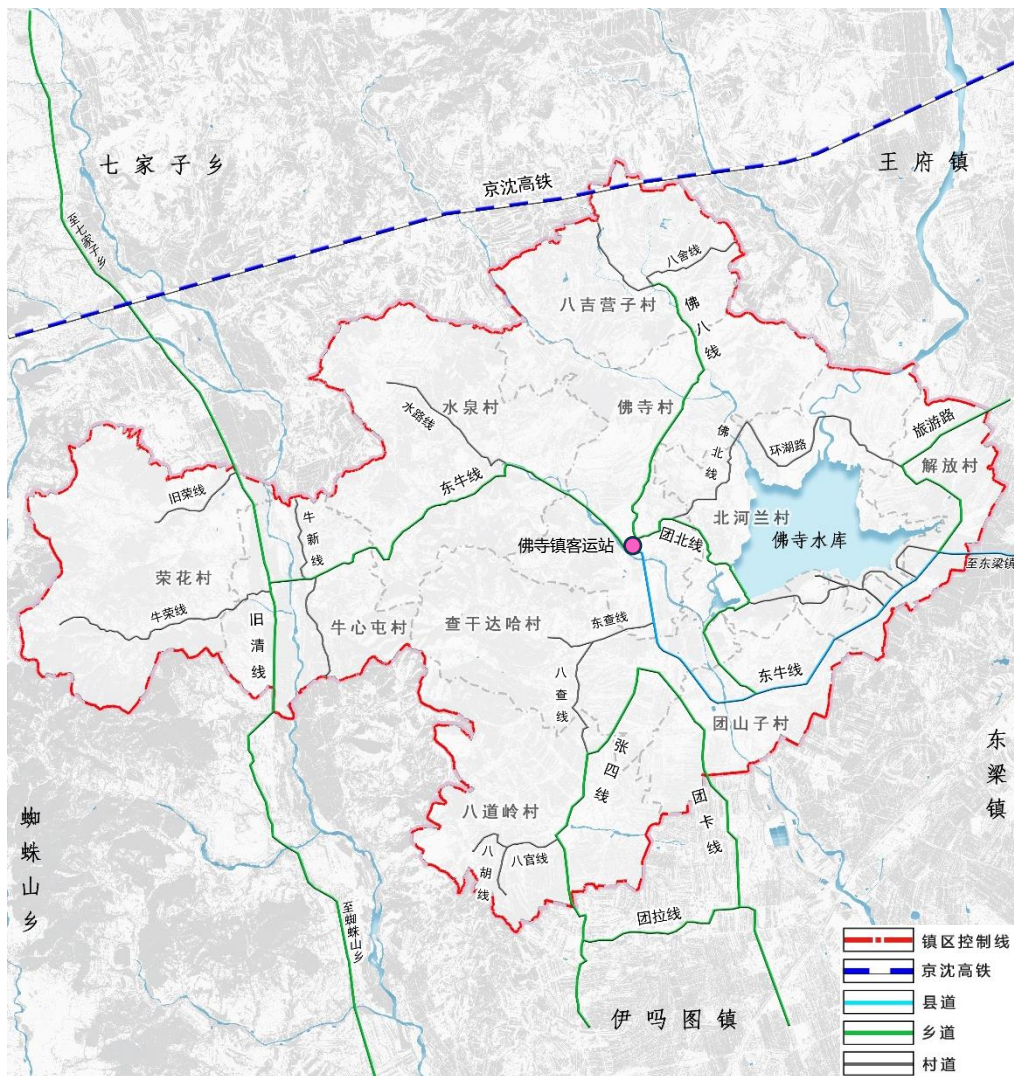 七家子乡
王府镇
京沈高铁
至七家子乡
八舍线
八吉营子村
佛八线
水泉村
水路线
佛寺村
佛北线
环湖路
旅游路
解放村
东牛线
旧荣线
牛新线
北河兰村
佛寺镇客运站
团北线
佛寺水库
至东梁镇
荣花村
牛荣线
旧清线
牛心屯村
查干达哈村
东查线
八查线
东牛线
团山子村
张四线
东梁镇
团卡线
八道岭村
八官线
八胡线
蜘蛛山乡
至蜘蛛山乡
团拉线
伊吗图镇
镇区控制线
京沈高铁
县道
乡道
村道